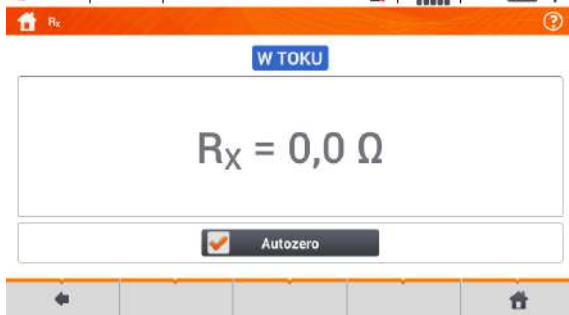 Rx
?
W TOKU
Rx = 0,0 Ω
Autozero